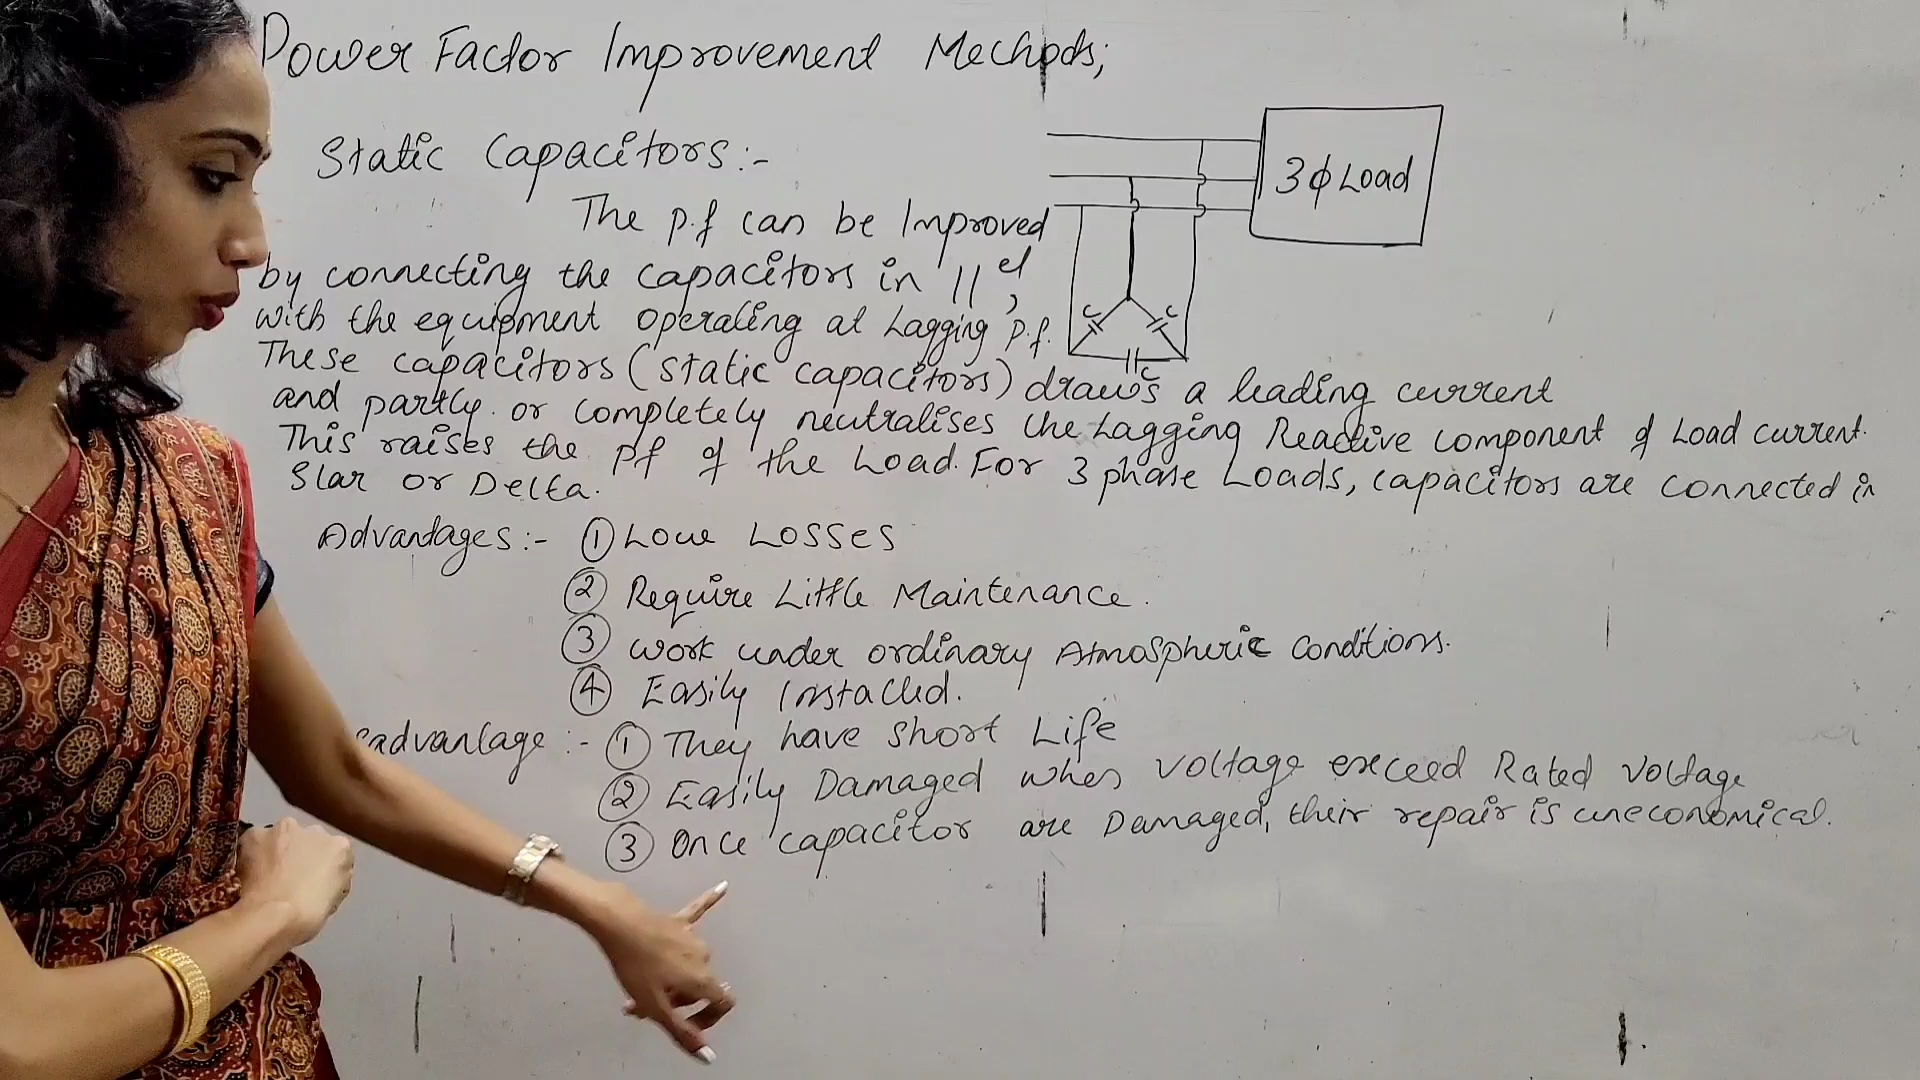 Power Factor Improvement Methods;
Static Capacitors:-
3ϕ Load
The p.f can be Improved
by connecting the capacitors in ||el,
with the equipment operating at Lagging p.f.
C C
C
These capacitors (static capacitors) draws a leading current
and partly or completely neutralises the Lagging Reactive component of Load current.
This raises the pf of the Load. For 3 phase Loads, capacitors are connected in
Star or Delta.
Advantages:- ① Low Losses
② Require Little Maintenance.
③ Work under ordinary Atmospheric Conditions.
④ Easily Installed.
sadvantage:- ① They have short Life
② Easily Damaged when voltage exceed Rated voltage
③ Once capacitor are Damaged, their repair is uneconomical.